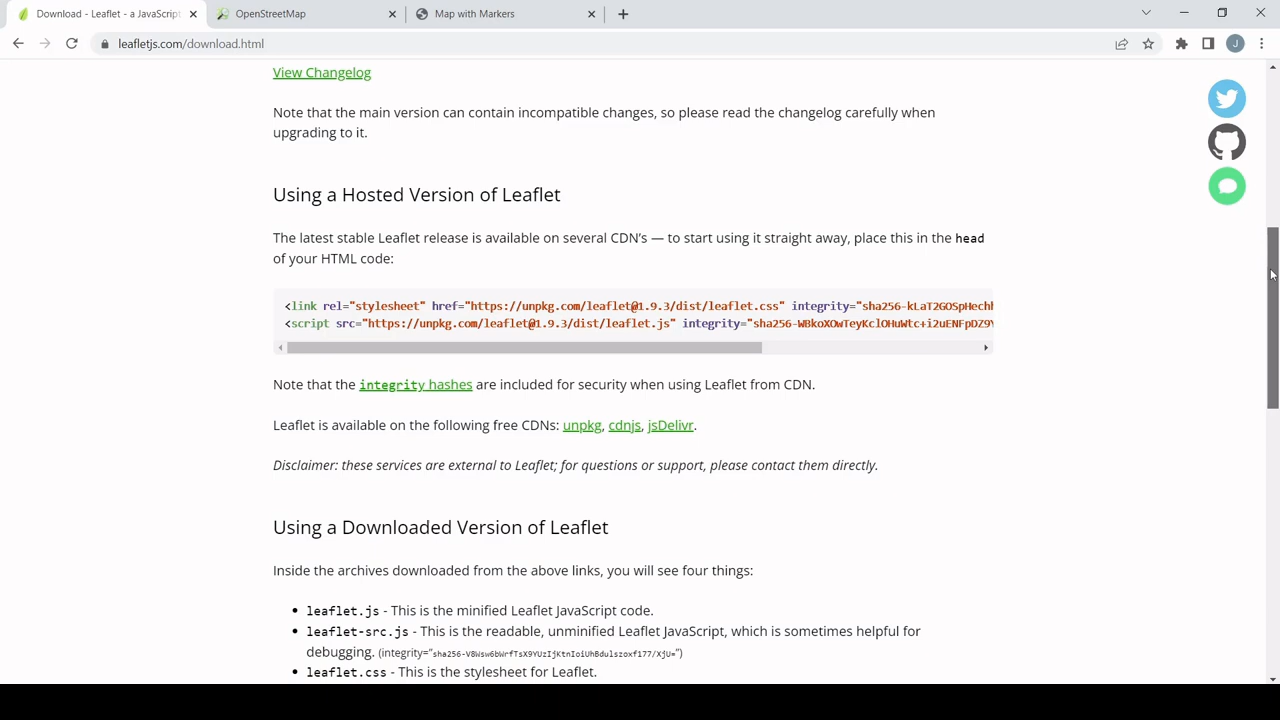 Download - Leaflet - a JavaScript
OpenStreetMap
Map with Markers
leafletjs.com/download.html
J
View Changelog
Note that the main version can contain incompatible changes, so please read the changelog carefully when
upgrading to it.
Using a Hosted Version of Leaflet
The latest stable Leaflet release is available on several CDN's — to start using it straight away, place this in the head
of your HTML code:
<link rel="stylesheet" href="https://unpkg.com/leaflet@1.9.3/dist/leaflet.css" integrity="sha256-kLaT2GOSpHechh
<script src="https://unpkg.com/leaflet@1.9.3/dist/leaflet.js" integrity="sha256-WBkoXOwTeyKclOHuWtc+i2uENFpDZ9Y
Note that the integrity hashes are included for security when using Leaflet from CDN.
Leaflet is available on the following free CDNs: unpkg, cdnjs, jsDelivr.
Disclaimer: these services are external to Leaflet; for questions or support, please contact them directly.
Using a Downloaded Version of Leaflet
Inside the archives downloaded from the above links, you will see four things:
• leaflet.js - This is the minified Leaflet JavaScript code.
• leaflet-src.js - This is the readable, unminified Leaflet JavaScript, which is sometimes helpful for
debugging. (integrity="sha256-V8Wsw6bWrfTsX9YUzIjKtnIoiUhBdulszoxf177/XjU=")
• leaflet.css - This is the stylesheet for Leaflet.